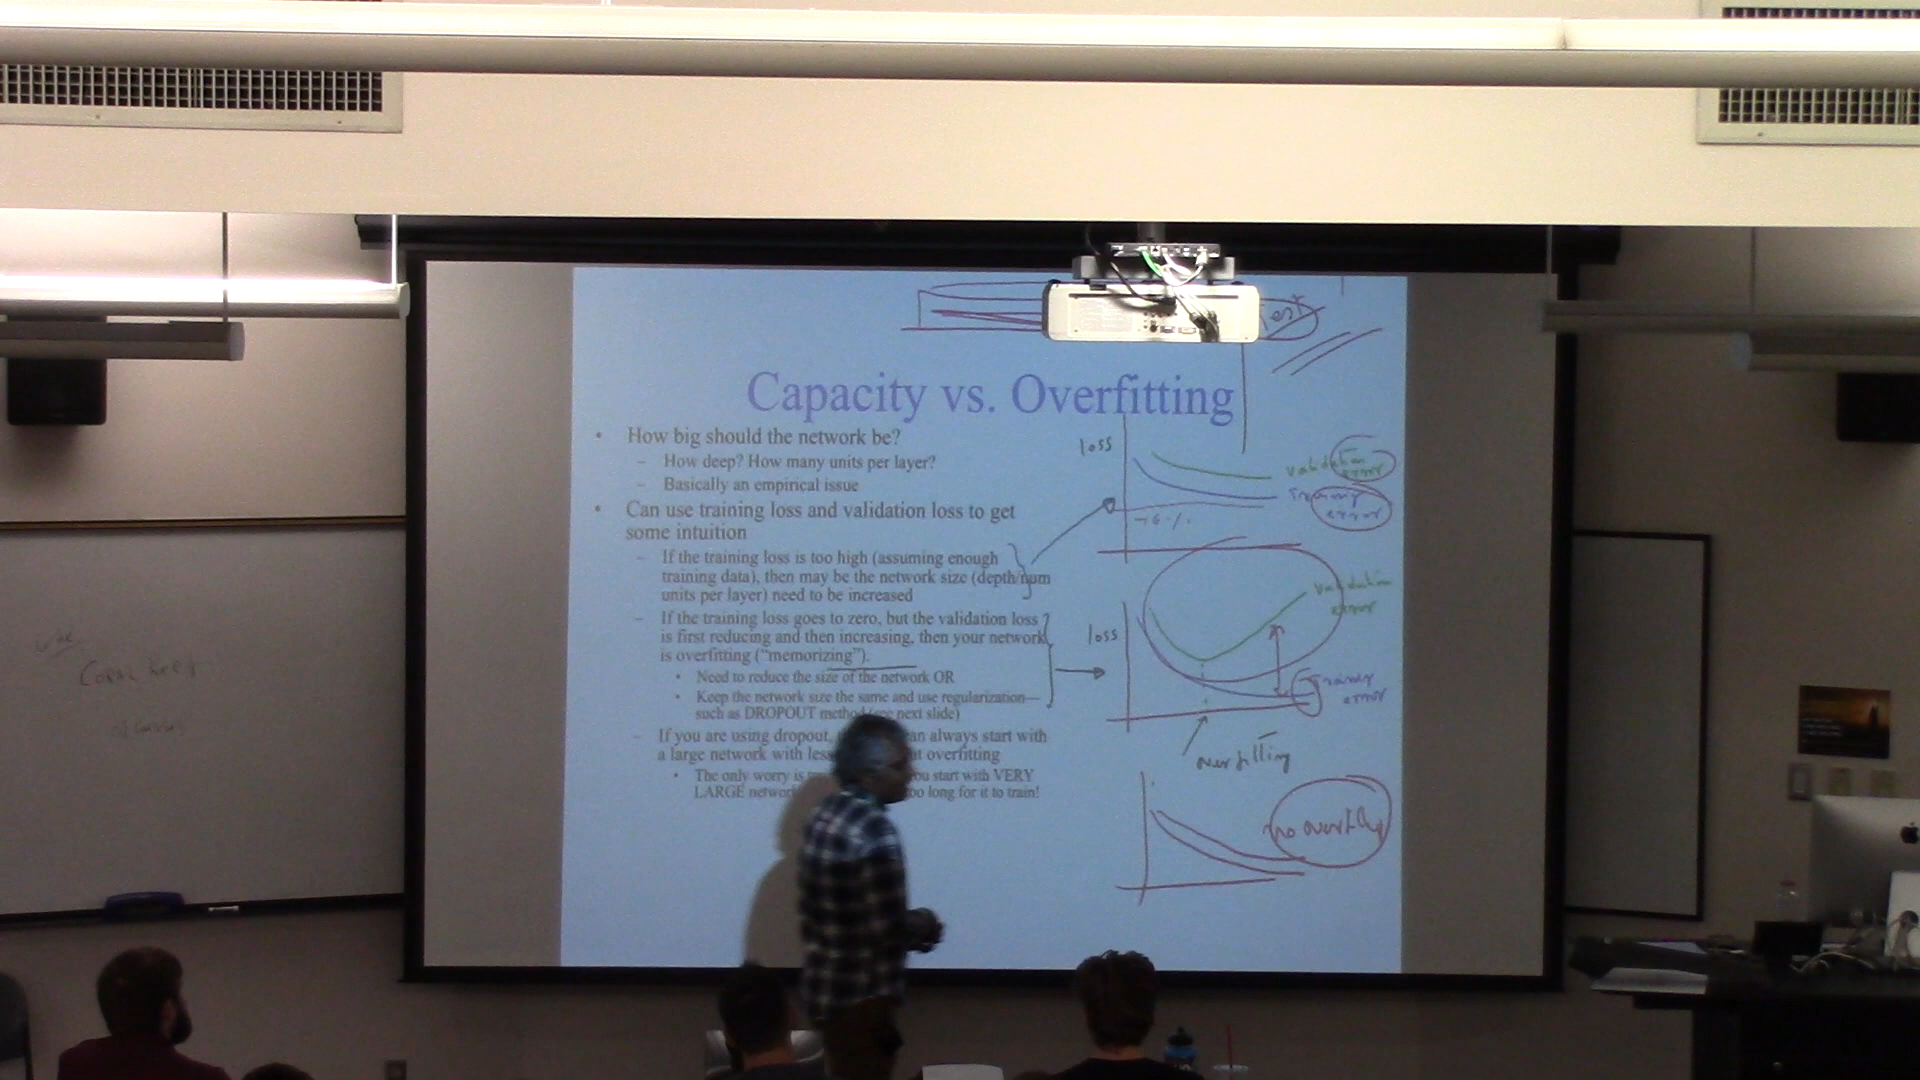 Test
Capacity vs. Overfitting
• How big should the network be?
– How deep? How many units per layer?
– Basically an empirical issue
• Can use training loss and validation loss to get
some intuition
– If the training loss is too high (assuming enough
training data), then may be the network size (depth/num
units per layer) need to be increased
– If the training loss goes to zero, but the validation loss
is first reducing and then increasing, then your network
is overfitting ("memorizing").
• Need to reduce the size of the network OR
• Keep the network size the same and use regularization—
such as DROPOUT method (see next slide)
– If you are using dropout, an always start with
a large network with less overfitting
• The only worry is you start with VERY
LARGE network too long for it to train!
loss
validation
error
training
error
loss
validation
error
Training
error
overfitting
no overfitting
Coral Reef